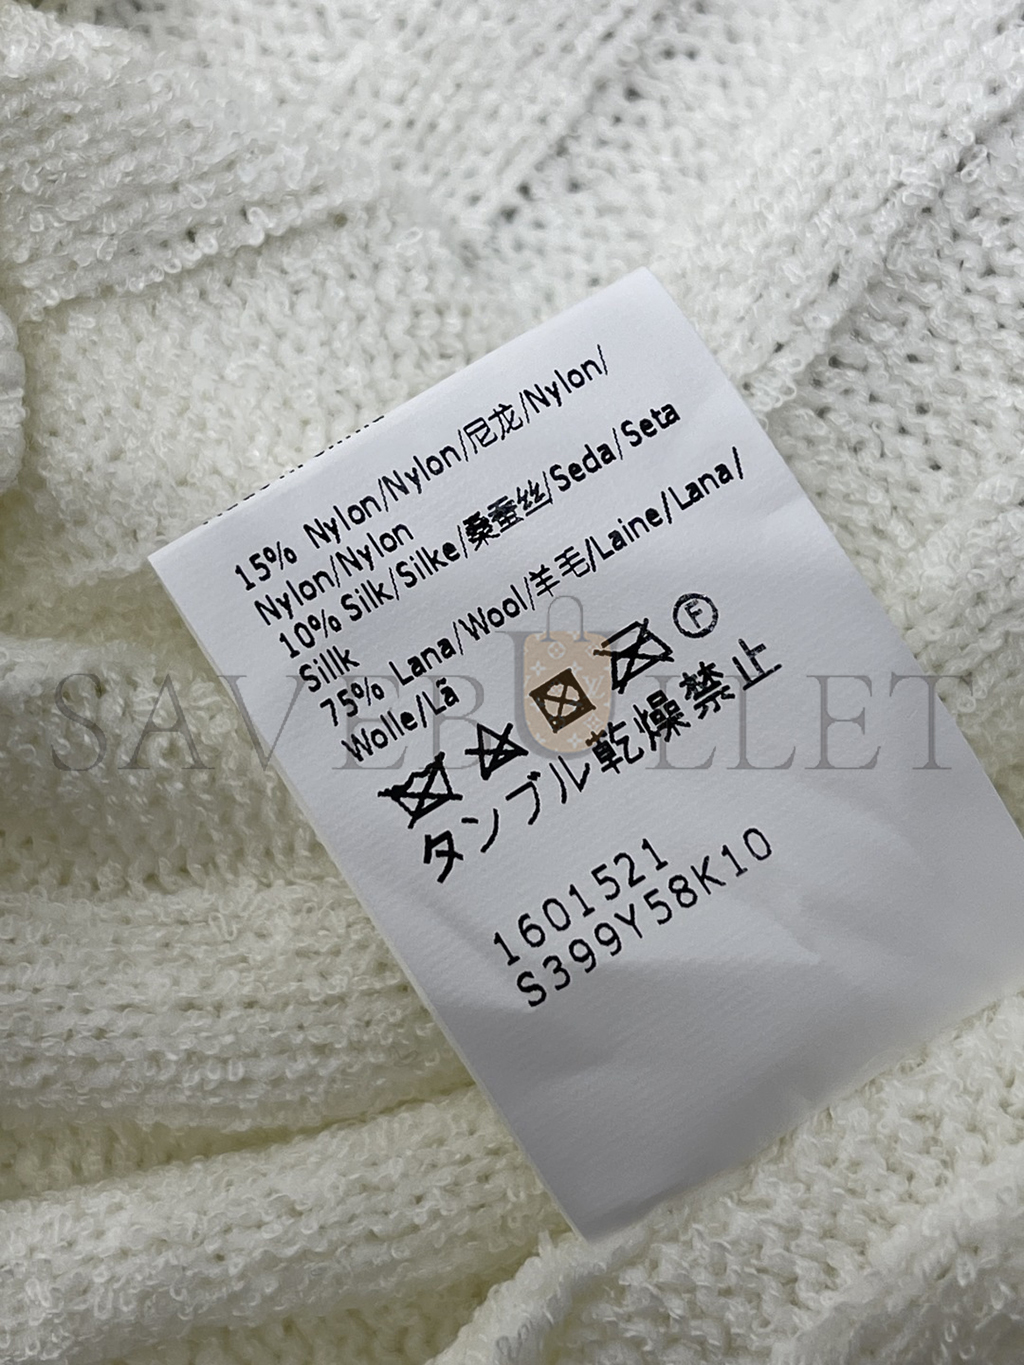 15% Nylon/Nylon/尼龙/Nylon/
Nylon/Nylon
10% Silk/Silke/桑蚕丝/Seda/Seta
Sillk
75% Lana/Wool/羊毛/Laine/Lana/
Wolle/Lã
F
タンブル乾燥禁止
1601521
S399Y58K10
SAVEBULLET